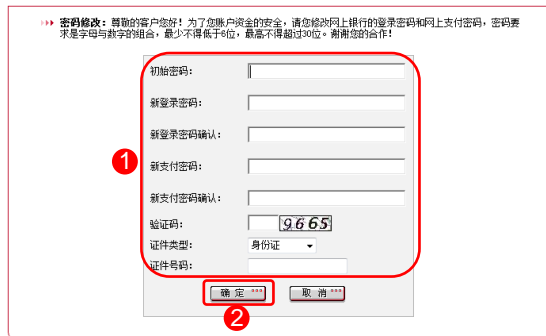 密码修改：尊敬的客户您好！为了您账户资金的安全，请您修改网上银行的登录密码和网上支付密码，密码要
求是字母与数字的组合，最少不得低于6位，最高不得超过30位。谢谢您的合作！
初始密码：
新登录密码：
新登录密码确认：
1
新支付密码：
新支付密码确认：
验证码： 9665
证件类型： 身份证
证件号码：
确 定 取 消
2